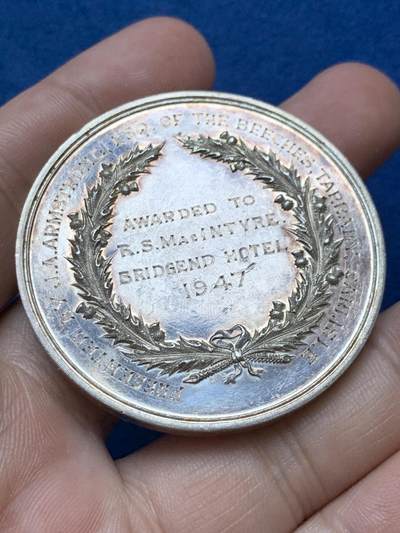 PRESENTED BY J.A. ARMSTRONG ESQ. OF THE BEECHES
AWARDED TO
R.S. MACINTYRE
BRIDGEND HOTEL
1947